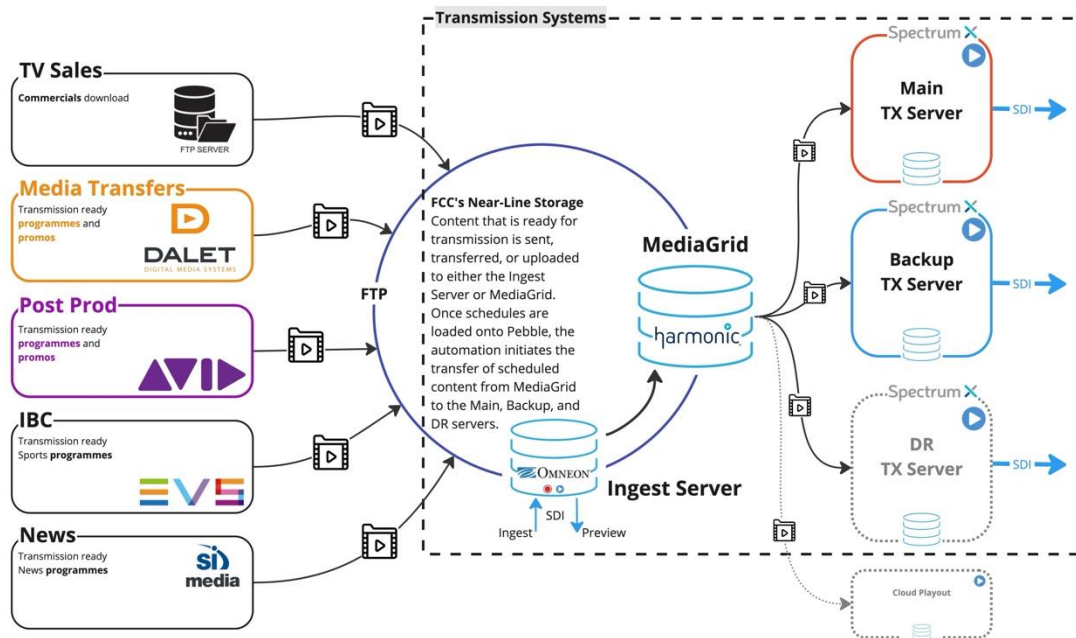 Transmission Systems
TV Sales
Commercials download
FTP SERVER
Media Transfers
Transmission ready
programmes and
promos
DALET
DIGITAL MEDIA SYSTEMS
Post Prod
Transmission ready
programmes and
promos
AVID
IBC
Transmission ready
Sports programmes
EVS
News
Transmission ready
News programmes
si media
FTP
FCC's Near-Line Storage
Content that is ready for
transmission is sent,
transferred, or uploaded
to either the Ingest
Server or MediaGrid.
Once schedules are
loaded onto Pebble, the
automation initiates the
transfer of scheduled
content from MediaGrid
to the Main, Backup, and
DR servers.
OMNEON
Ingest Server
SDI
Ingest
Preview
MediaGrid
harmonic
Spectrum X
Main
TX Server
SDI
Spectrum X
Backup
TX Server
SDI
Spectrum X
DR
TX Server
SDI
Cloud Playout